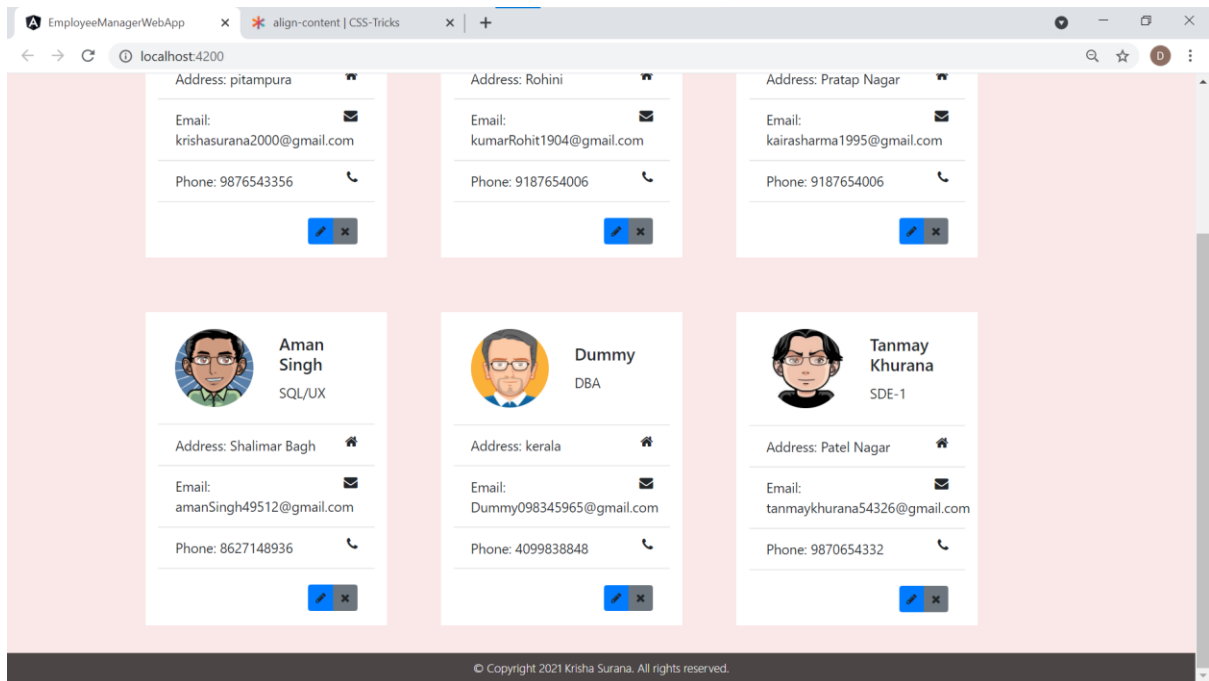 EmployeeManagerWebApp
align-content | CSS-Tricks
localhost:4200
D
Address: pitampura
Email:
krishasurana2000@gmail.com
Phone: 9876543356
Address: Rohini
Email:
kumarRohit1904@gmail.com
Phone: 9187654006
Address: Pratap Nagar
Email:
kairasharma1995@gmail.com
Phone: 9187654006
Aman
Singh
SQL/UX
Address: Shalimar Bagh
Email:
amanSingh49512@gmail.com
Phone: 8627148936
Dummy
DBA
Address: kerala
Email:
Dummy098345965@gmail.com
Phone: 4099838848
Tanmay
Khurana
SDE-1
Address: Patel Nagar
Email:
tanmaykhurana54326@gmail.com
Phone: 9870654332
© Copyright 2021 Krisha Surana. All rights reserved.